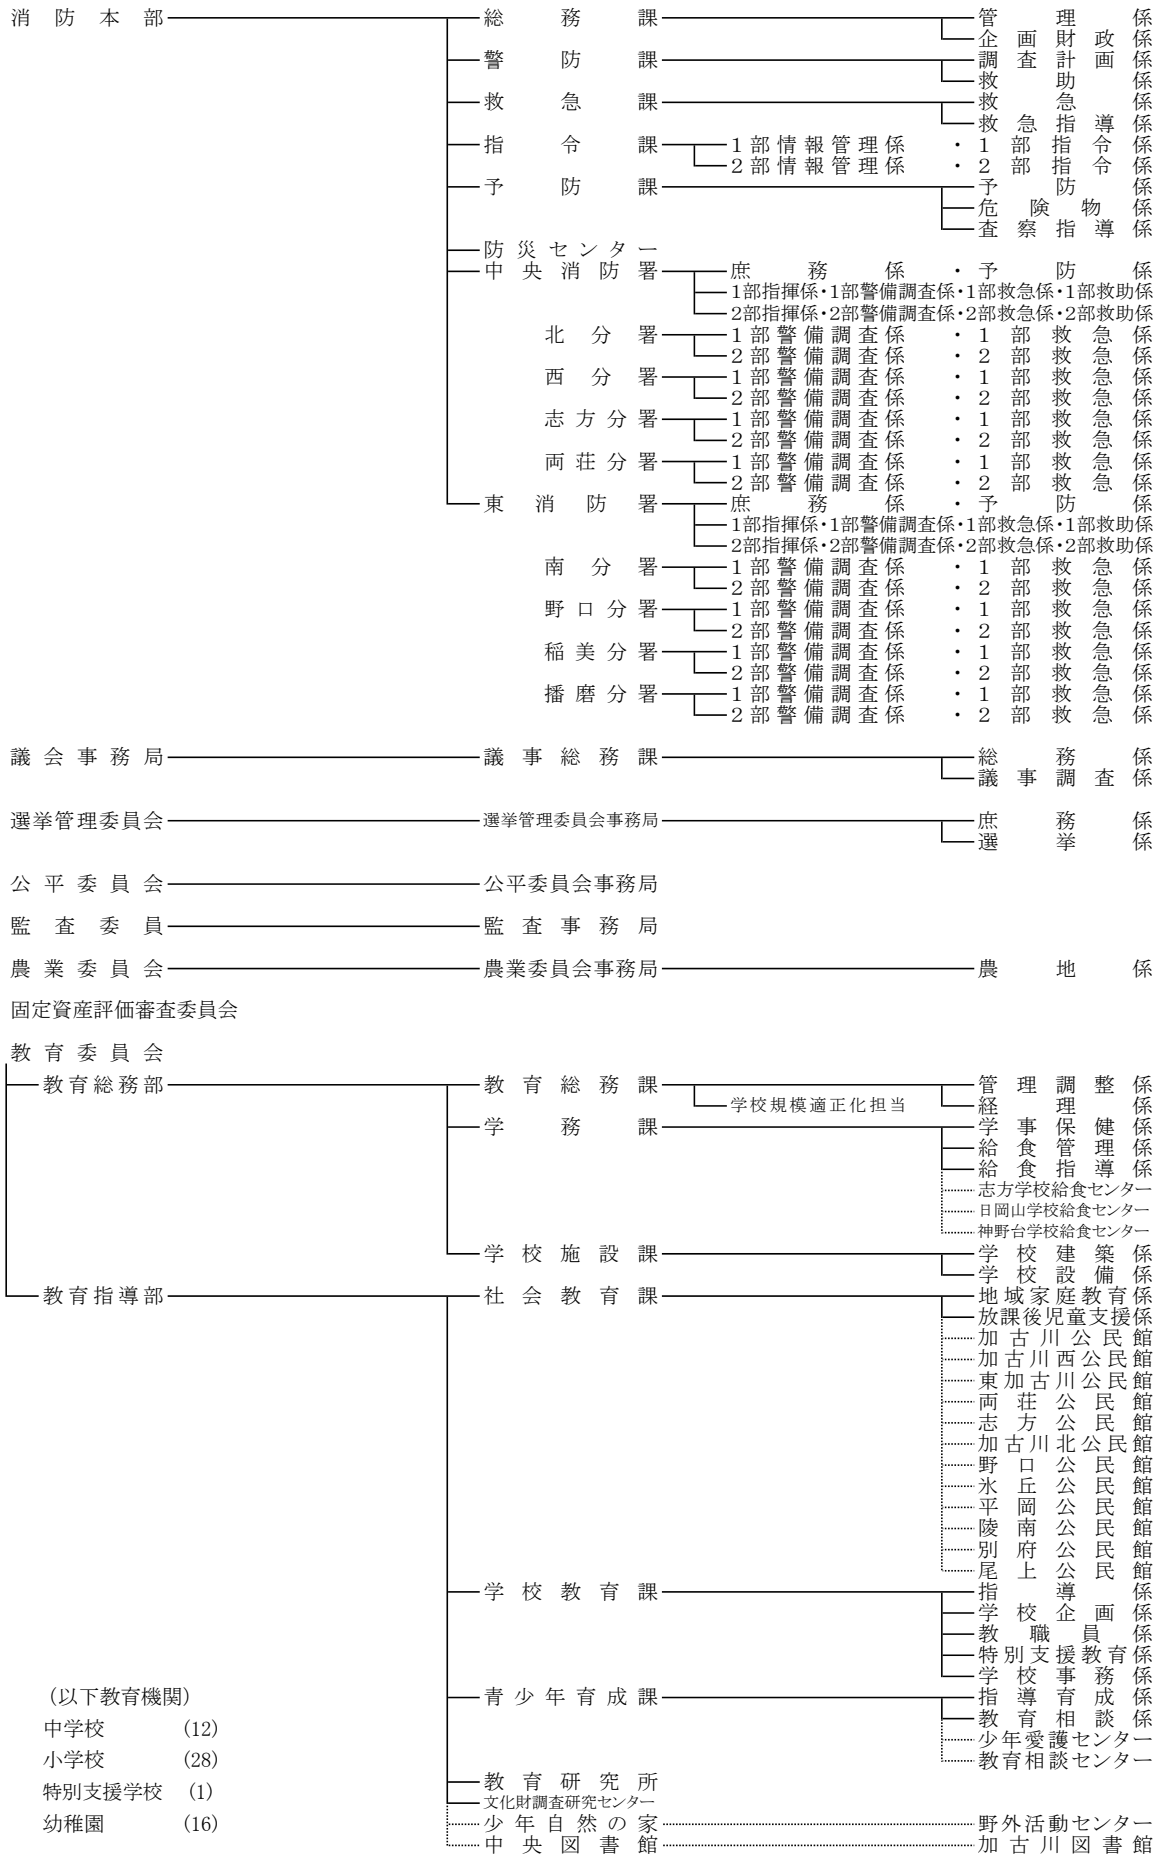 消防本部 総務課 管理係
企画財政係
警防課 調査計画係
救助係
救急課 救急係
救急指導係
指令課 1部情報管理係 ・ 1部指令係
2部情報管理係 ・ 2部指令係
予防課 予防係
危険物係
査察指導係
防災センター
中央消防署 庶務係 ・ 予防係
1部指揮係・1部警備調査係・1部救急係・1部救助係
2部指揮係・2部警備調査係・2部救急係・2部救助係
北分署 1部警備調査係 ・ 1部救急係
2部警備調査係 ・ 2部救急係
西分署 1部警備調査係 ・ 1部救急係
2部警備調査係 ・ 2部救急係
志方分署 1部警備調査係 ・ 1部救急係
2部警備調査係 ・ 2部救急係
両荘分署 1部警備調査係 ・ 1部救急係
2部警備調査係 ・ 2部救急係
東消防署 庶務係 ・ 予防係
1部指揮係・1部警備調査係・1部救急係・1部救助係
2部指揮係・2部警備調査係・2部救急係・2部救助係
南分署 1部警備調査係 ・ 1部救急係
2部警備調査係 ・ 2部救急係
野口分署 1部警備調査係 ・ 1部救急係
2部警備調査係 ・ 2部救急係
稲美分署 1部警備調査係 ・ 1部救急係
2部警備調査係 ・ 2部救急係
播磨分署 1部警備調査係 ・ 1部救急係
2部警備調査係 ・ 2部救急係
議会事務局 議事総務課 総務係
議事調査係
選挙管理委員会 選挙管理委員会事務局 庶務係
選挙係
公平委員会 公平委員会事務局
監査委員 監査事務局
農業委員会 農業委員会事務局 農地係
固定資産評価審査委員会
教育委員会
教育総務部 教育総務課 管理調整係
学校規模適正化担当 経理係
学務課 学事保健係
給食管理係
給食指導係
志方学校給食センター
日岡山学校給食センター
神野台学校給食センター
学校施設課 学校建築係
学校設備係
教育指導部 社会教育課 地域家庭教育係
放課後児童支援係
加古川公民館
加古川西公民館
東加古川公民館
両荘公民館
志方公民館
加古川北公民館
野口公民館
氷丘公民館
平岡公民館
陵南公民館
別府公民館
尾上公民館
学校教育課 指導係
学校企画係
教職員係
特別支援教育係
学校事務係
(以下教育機関) 青少年育成課 指導育成係
教育相談係
中学校 (12)
少年愛護センター
小学校 (28) 教育相談センター
教育研究所
特別支援学校 (1)
文化財調査研究センター
幼稚園 (16) 少年自然の家 野外活動センター
中央図書館 加古川図書館